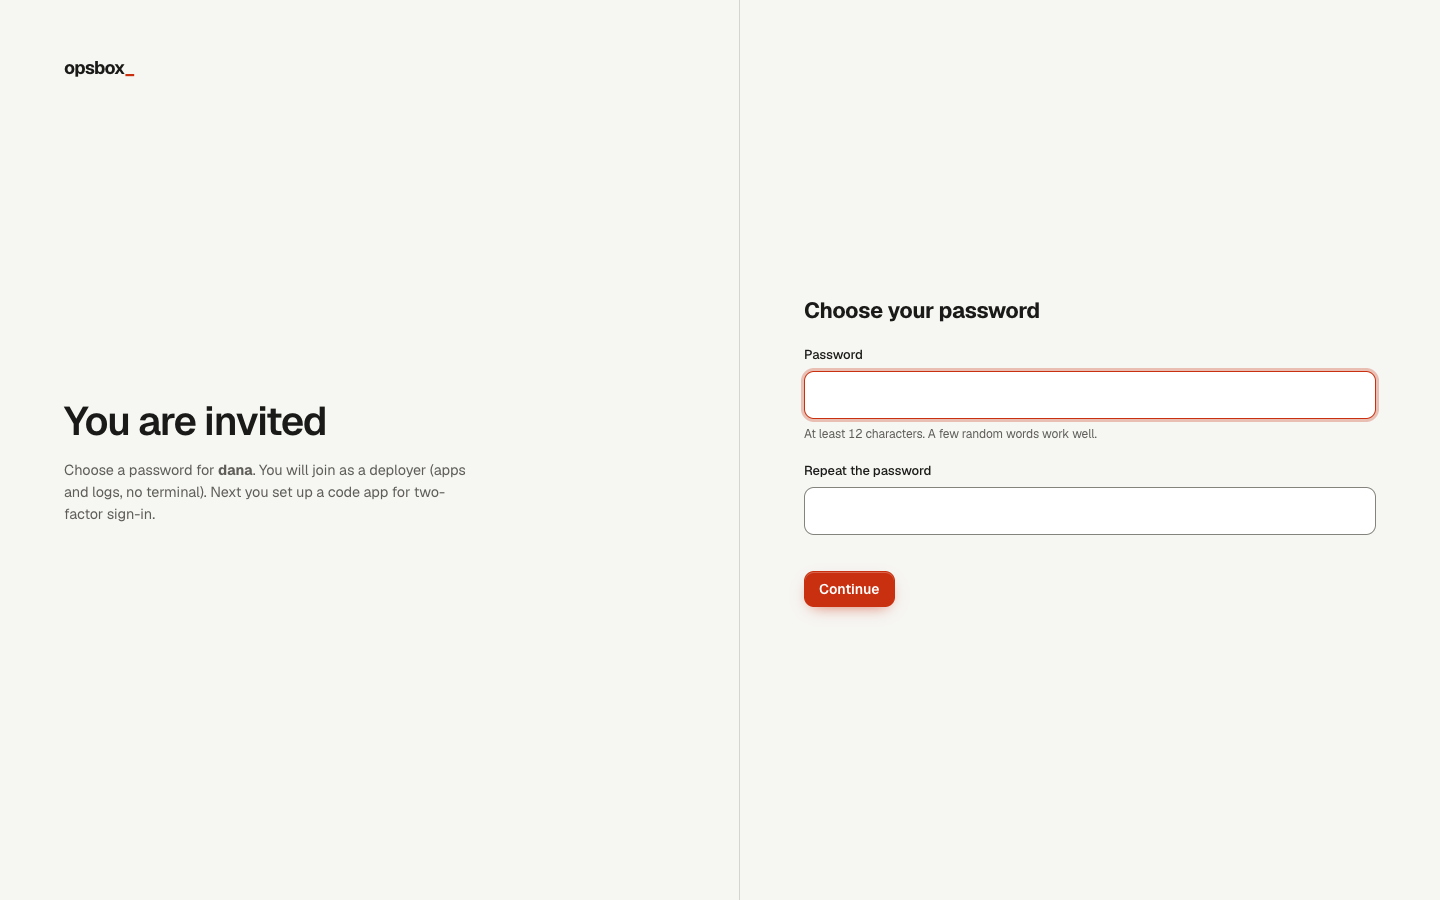 opsbox_
You are invited
Choose a password for dana. You will join as a deployer (apps
and logs, no terminal). Next you set up a code app for two-
factor sign-in.
Choose your password
Password
At least 12 characters. A few random words work well.
Repeat the password
Continue